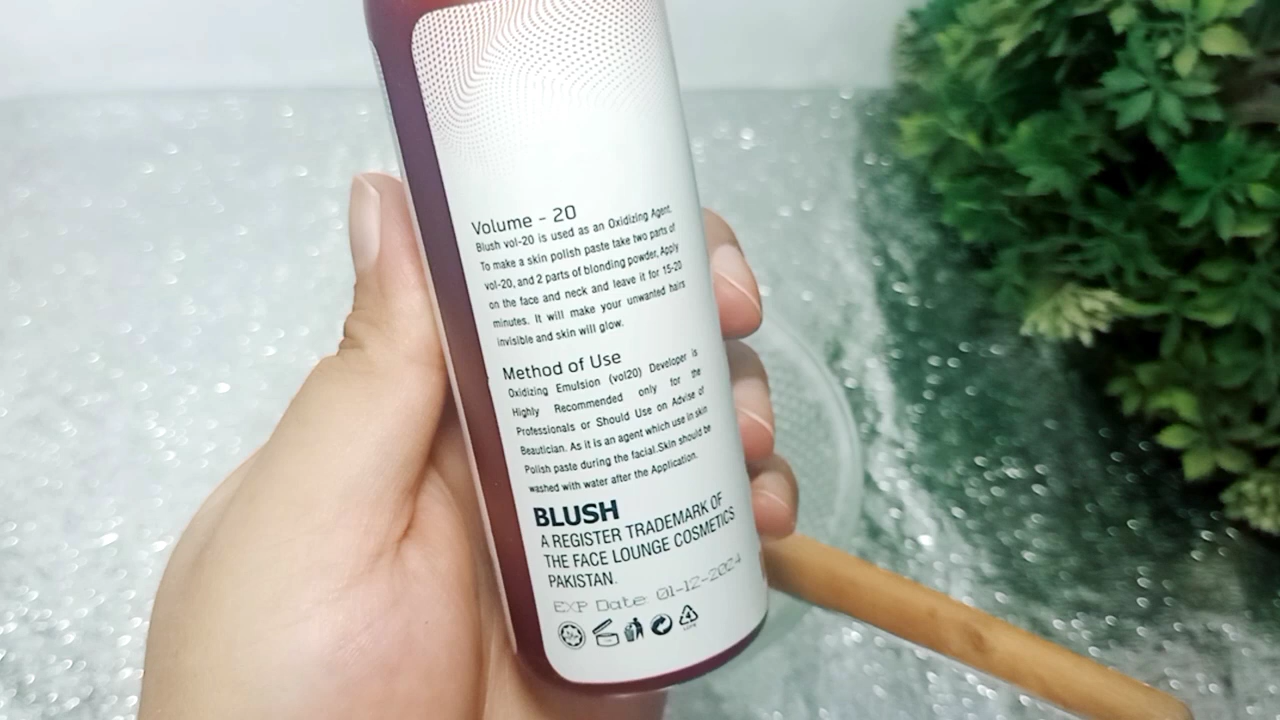 Volume - 20
Blush vol-20 is used as an Oxidizing Agent.
To make a skin polish paste take two parts of
vol-20, and 2 parts of blonding powder, Apply
on the face and neck and leave it for 15-20
minutes. It will make your unwanted hairs
invisible and skin will glow.
Method of Use
Oxidizing Emulsion (vol20) Developer is
Highly Recommended only for the
Professionals or Should Use on Advise of
Beautician. As it is an agent which use in skin
Polish paste during the facial.Skin should be
washed with water after the Application.
BLUSH
A REGISTER TRADEMARK OF
THE FACE LOUNGE COSMETICS
PAKISTAN.
EXP Date: 01-12-2024
4
LDPE